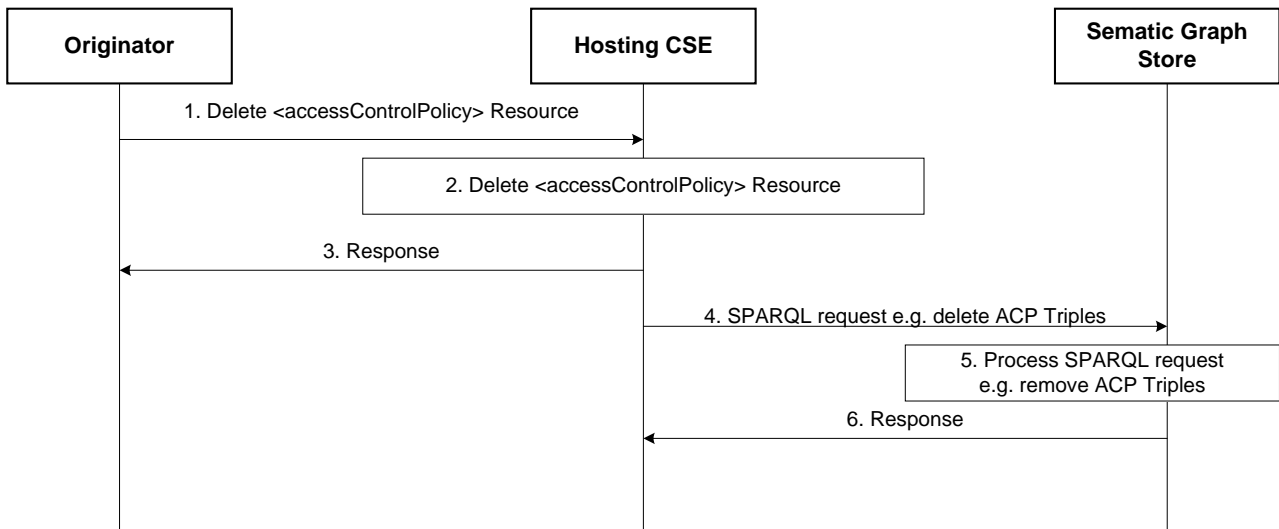 Originator
Hosting CSE
Sematic Graph
Store
1. Delete <accessControlPolicy> Resource
2. Delete <accessControlPolicy> Resource
3. Response
4. SPARQL request e.g. delete ACP Triples
5. Process SPARQL request
e.g. remove ACP Triples
6. Response